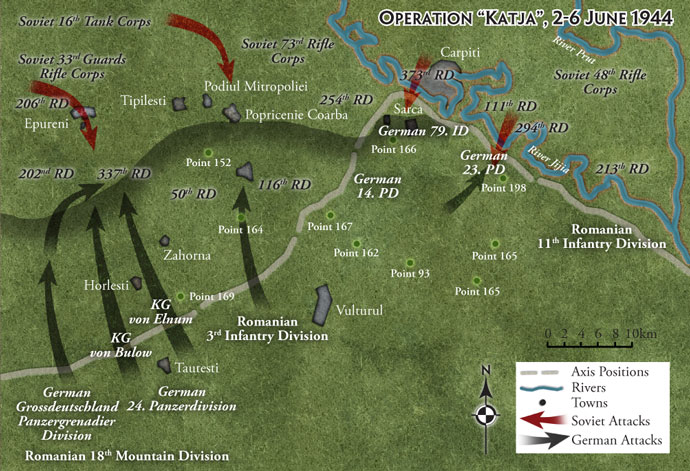 OPERATION "KATJA", 2-6 JUNE 1944
Soviet 16th Tank Corps
Soviet 33rd Guards
Rifle Corps
Soviet 73rd Rifle
Corps
Podiul Mitropoliei
Tipilesti
Popricenie Coarba
206th RD
Epureni
254th RD
373rd RD
Carpiti
Sarca
River Prut
Soviet 48th Rifle
Corps
111th RD
294th RD
River Jijia
213th RD
German 79. ID
Point 166
Point 152
202nd RD
337th RD
50th RD
116th RD
German
14. PD
German
23. PD
Point 198
Point 164
Point 167
Point 162
Point 93
Point 165
Point 165
Romanian
11th Infantry Division
Zahorna
Horlesti
Point 169
KG
von Elnum
KG
von Bulow
Vulturul
Romanian
3rd Infantry Division
Tautesti
German
Grossdeutschland
Panzergrenadier
Division
German
24. Panzerdivision
Romanian 18th Mountain Division
0 2 4 6 8 10km
N
Axis Positions
Rivers
Towns
Soviet Attacks
German Attacks